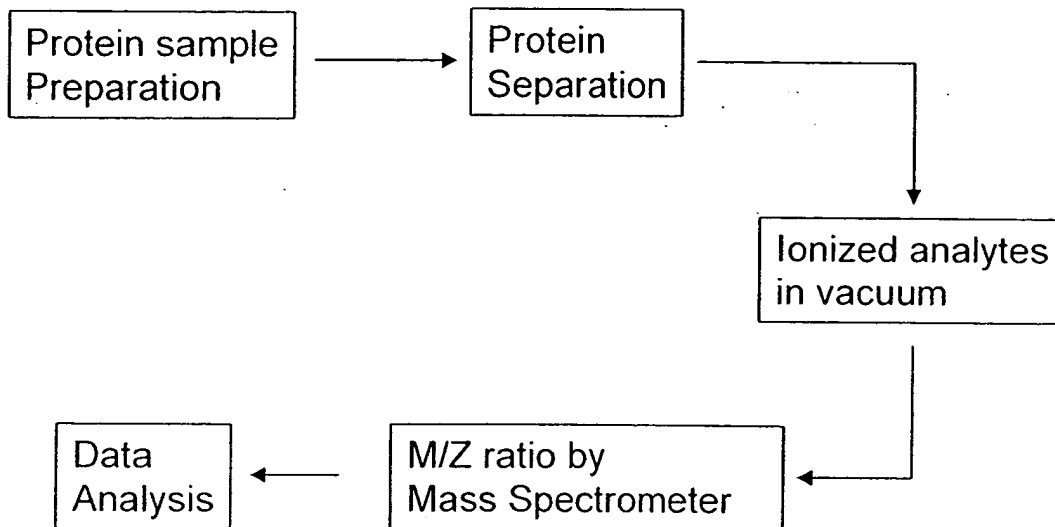 Protein sample
Preparation
Protein
Separation
Ionized analytes
in vacuum
M/Z ratio by
Mass Spectrometer
Data
Analysis